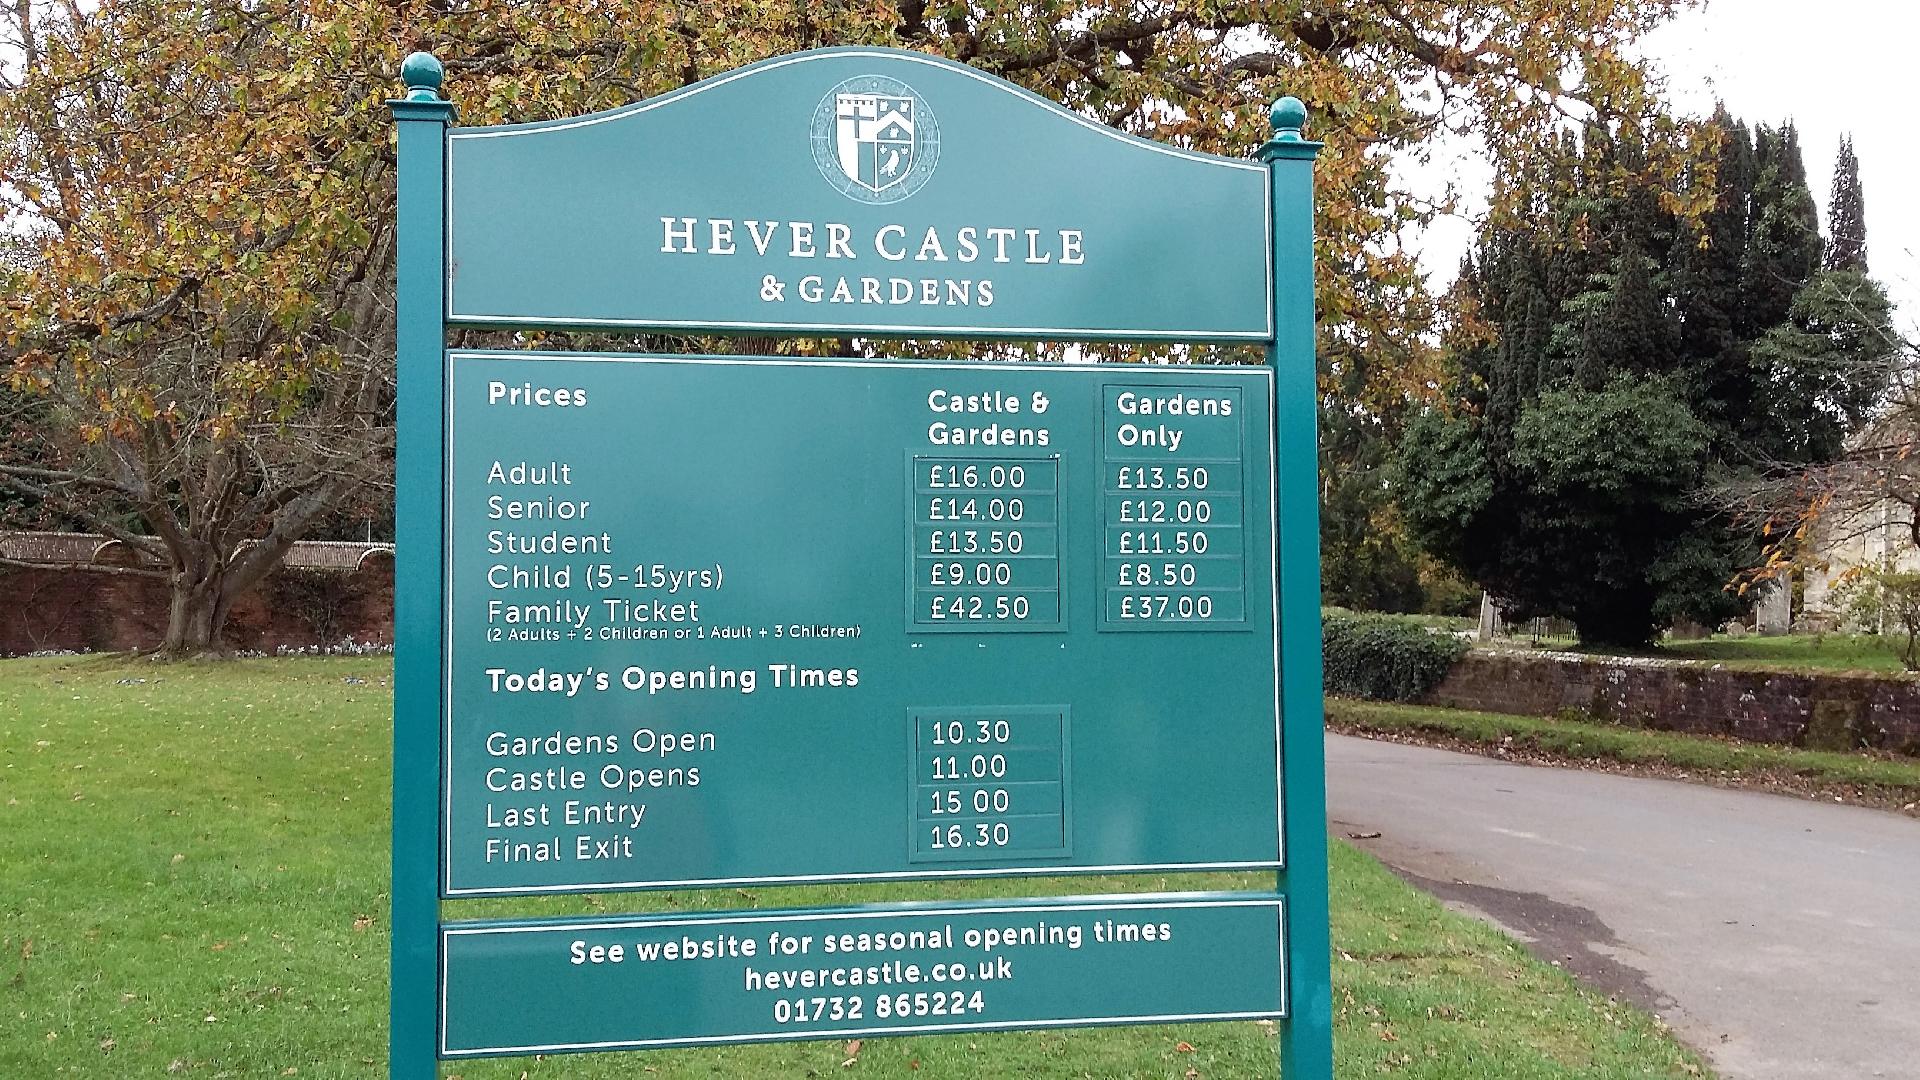 HEVER CASTLE
& GARDENS
Prices Castle & Gardens Gardens Only
Adult £16.00 £13.50
Senior £14.00 £12.00
Student £13.50 £11.50
Child (5-15yrs) £9.00 £8.50
Family Ticket £42.50 £37.00
(2 Adults + 2 Children or 1 Adult + 3 Children)
Today's Opening Times
Gardens Open 10.30
Castle Opens 11.00
Last Entry 15 00
Final Exit 16.30
See website for seasonal opening times
hevercastle.co.uk
01732 865224